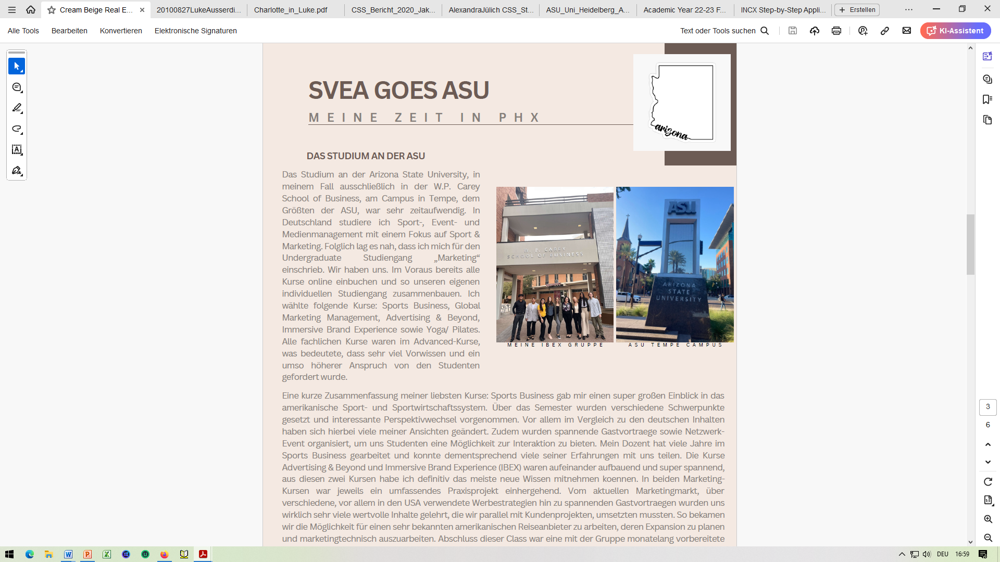 Cream Beige Real E...
20100827LukeAusserdi...
Charlotte_in_Luke.pdf
CSS_Bericht_2020_Jak...
AlexandraJülich CSS_St...
ASU_Uni_Heidelberg_A...
Academic Year 22-23 F...
INCX Step-by-Step Appli...
Erstellen
Alle Tools
Bearbeiten
Konvertieren
Elektronische Signaturen
Text oder Tools suchen
KI-Assistent
SVEA GOES ASU
MEINE ZEIT IN PHX
arizona
DAS STUDIUM AN DER ASU
Das Studium an der Arizona State University, in
meinem Fall ausschließlich in der W.P. Carey
School of Business, am Campus in Tempe, dem
Größten der ASU, war sehr zeitaufwendig. In
Deutschland studiere ich Sport-, Event- und
Medienmanagement mit einem Fokus auf Sport &
Marketing. Folglich lag es nah, dass ich mich für den
Undergraduate Studiengang „Marketing“
einschrieb. Wir haben uns. Im Voraus bereits alle
Kurse online einbuchen und so unseren eigenen
individuellen Studiengang zusammenbauen. Ich
wählte folgende Kurse: Sports Business, Global
Marketing Management, Advertising & Beyond,
Immersive Brand Experience sowie Yoga/ Pilates.
Alle fachlichen Kurse waren im Advanced-Kurse,
was bedeutete, dass sehr viel Vorwissen und ein
umso höherer Anspruch von den Studenten
gefordert wurde.
W. P. CAREY
SCHOOL OF BUSINESS
MEINE IBEX GRUPPE
ASU
ARIZONA
STATE
UNIVERSITY
ASU TEMPE CAMPUS
Eine kurze Zusammenfassung meiner liebsten Kurse: Sports Business gab mir einen super großen Einblick in das
amerikanische Sport- und Sportwirtschaftssystem. Über das Semester wurden verschiedene Schwerpunkte
gesetzt und interessante Perspektivwechsel vorgenommen. Vor allem im Vergleich zu den deutschen Inhalten
haben sich hierbei viele meiner Ansichten geändert. Zudem wurden spannende Gastvortraege sowie Netzwerk-
Event organisiert, um uns Studenten eine Möglichkeit zur Interaktion zu bieten. Mein Dozent hat viele Jahre im
Sports Business gearbeitet und konnte dementsprechend viele seiner Erfahrungen mit uns teilen. Die Kurse
Advertising & Beyond und Immersive Brand Experience (IBEX) waren aufeinander aufbauend und super spannend,
aus diesen zwei Kursen habe ich definitiv das meiste neue Wissen mitnehmen koennen. In beiden Marketing-
Kursen war jeweils ein umfassendes Praxisprojekt einhergehend. Vom aktuellen Marketingmarkt, über
verschiedene, vor allem in den USA verwendete Werbestrategien hin zu spannenden Gastvortraegen wurden uns
wirklich sehr viele wertvolle Inhalte gelehrt, die wir parallel mit Kundenprojekten, umsetzten mussten. So bekamen
wir die Möglichkeit für einen sehr bekannten amerikanischen Reiseanbieter zu arbeiten, deren Expansion zu planen
und marketingtechnisch auszuarbeiten. Abschluss dieser Class war eine mit der Gruppe monatelang vorbereitete
3
6
DEU
16:59